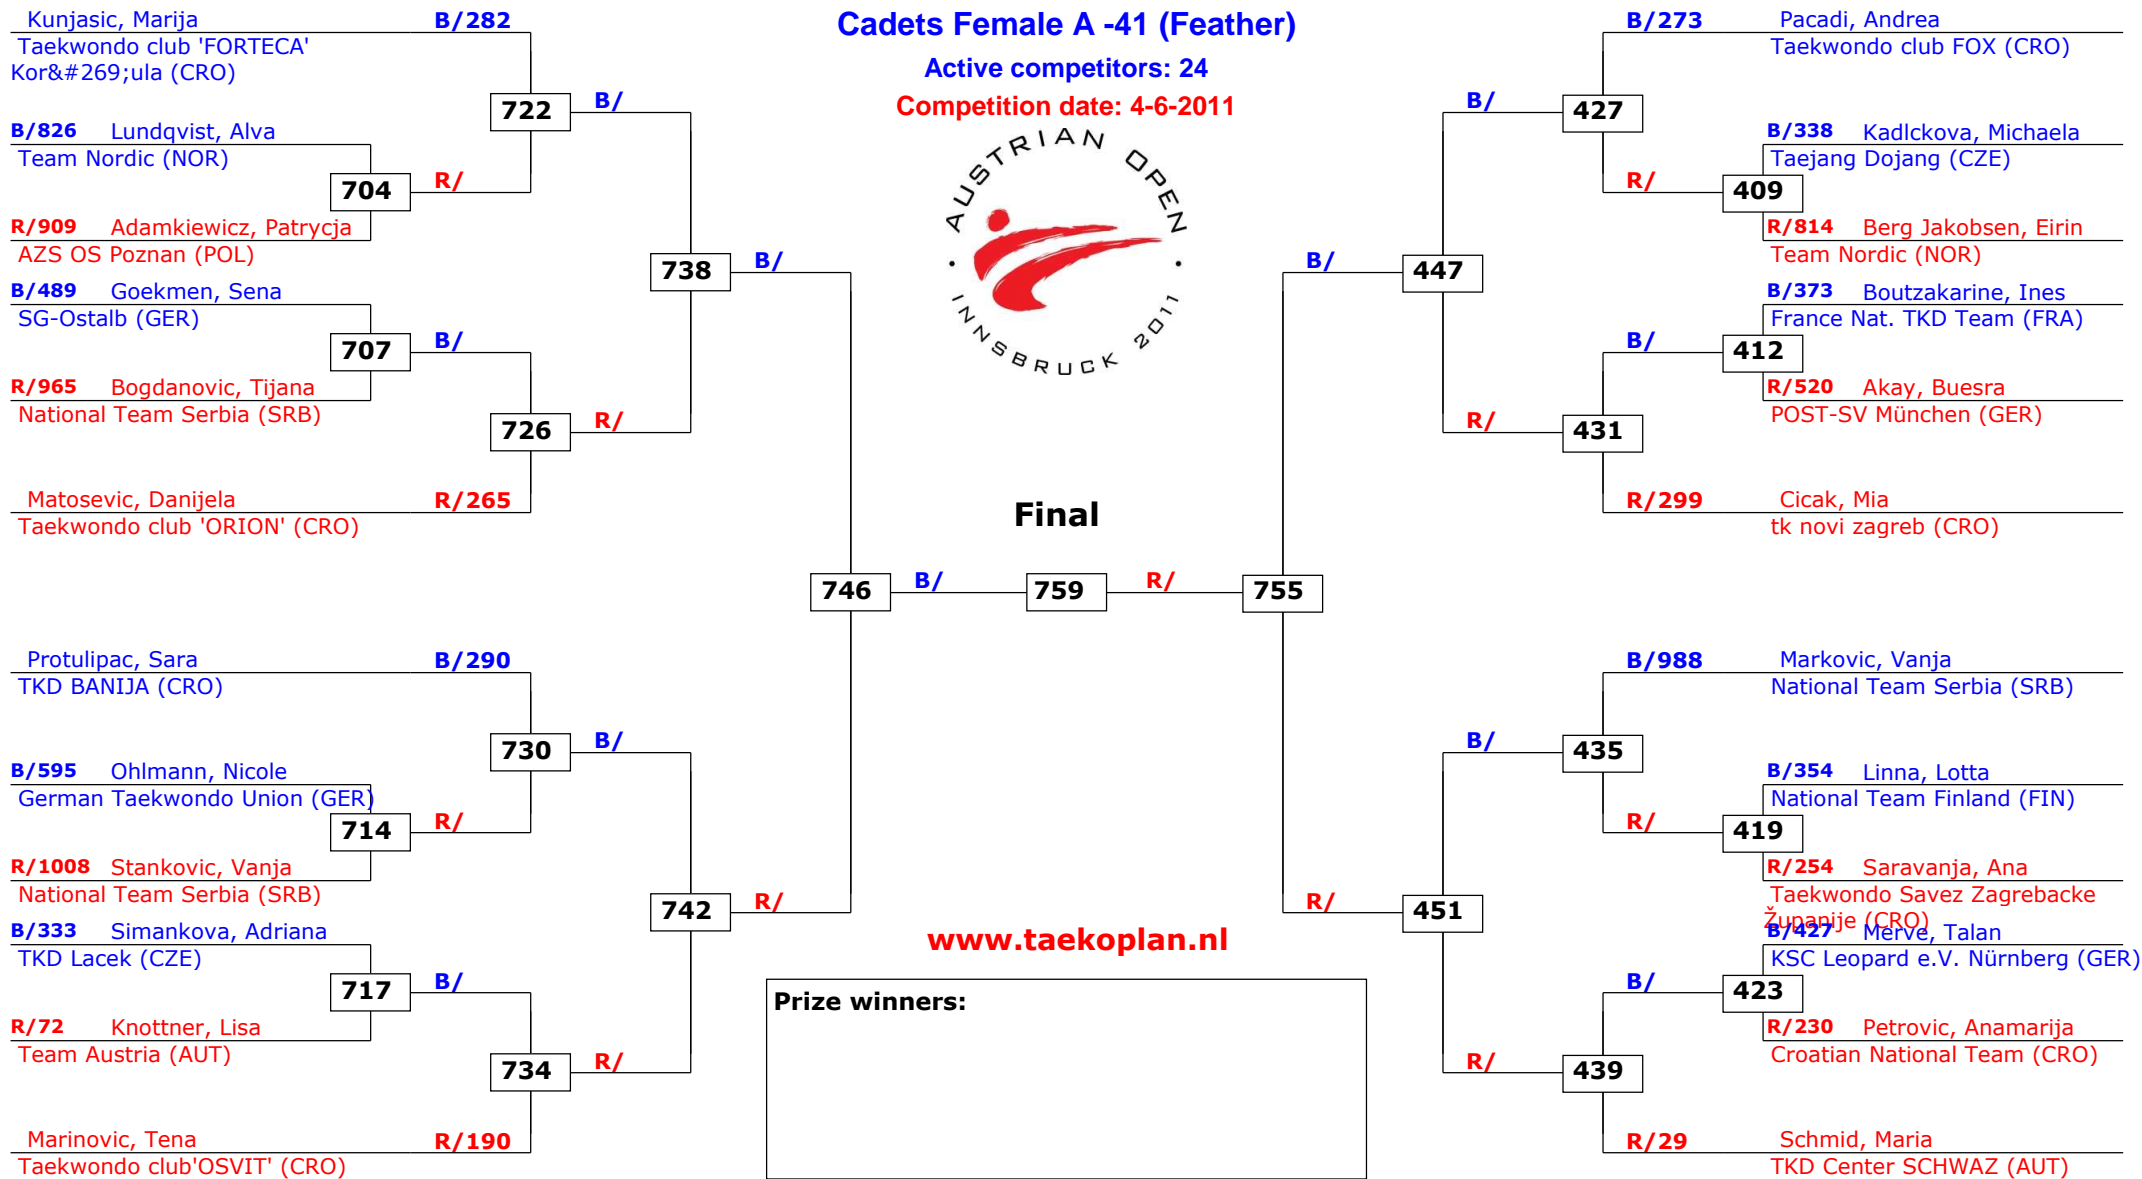 Cadets Female A -41 (Feather)
Active competitors: 24
Competition date: 4-6-2011
AUSTRIAN OPEN
· INNSBRUCK 2011 ·
Kunjasic, Marija B/282
Taekwondo club 'FORTECA'
Kor&#269;ula (CRO)
722 B/
B/826 Lundqvist, Alva
Team Nordic (NOR)
704 R/
R/909 Adamkiewicz, Patrycja
AZS OS Poznan (POL)
738 B/
B/489 Goekmen, Sena
SG-Ostalb (GER)
707 B/
R/965 Bogdanovic, Tijana
National Team Serbia (SRB)
726 R/
Matosevic, Danijela R/265
Taekwondo club 'ORION' (CRO)
Protulipac, Sara B/290
TKD BANIJA (CRO)
730 B/
B/595 Ohlmann, Nicole
German Taekwondo Union (GER)
714 R/
R/1008 Stankovic, Vanja
National Team Serbia (SRB)
742 R/
B/333 Simankova, Adriana
TKD Lacek (CZE)
717 B/
R/72 Knottner, Lisa
Team Austria (AUT)
734 R/
Marinovic, Tena R/190
Taekwondo club'OSVIT' (CRO)
Final
746 B/ 759 R/ 755
B/273 Pacadi, Andrea
Taekwondo club FOX (CRO)
B/ 427
B/338 Kadlckova, Michaela
Taejang Dojang (CZE)
R/ 409
R/814 Berg Jakobsen, Eirin
Team Nordic (NOR)
B/ 447
B/373 Boutzakarine, Ines
France Nat. TKD Team (FRA)
B/ 412
R/520 Akay, Buesra
POST-SV München (GER)
R/ 431
R/299 Cicak, Mia
tk novi zagreb (CRO)
B/988 Markovic, Vanja
National Team Serbia (SRB)
B/ 435
B/354 Linna, Lotta
National Team Finland (FIN)
R/ 419
R/254 Saravanja, Ana
Taekwondo Savez Zagrebacke
Županije (CRO)
R/ 451
B/427 Merve, Talan
KSC Leopard e.V. Nürnberg (GER)
B/ 423
R/230 Petrovic, Anamarija
Croatian National Team (CRO)
R/ 439
R/29 Schmid, Maria
TKD Center SCHWAZ (AUT)
www.taekoplan.nl
Prize winners: